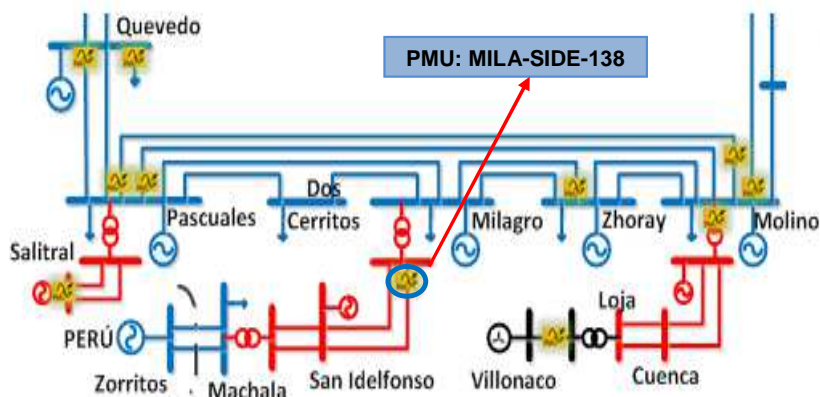 Quevedo
PMU: MILA-SIDE-138
Dos
Pascuales
Cerritos
Milagro
Zhoray
Molino
Salitral
Loja
PERÚ
Zorritos
Machala
San Idelfonso
Villonaco
Cuenca